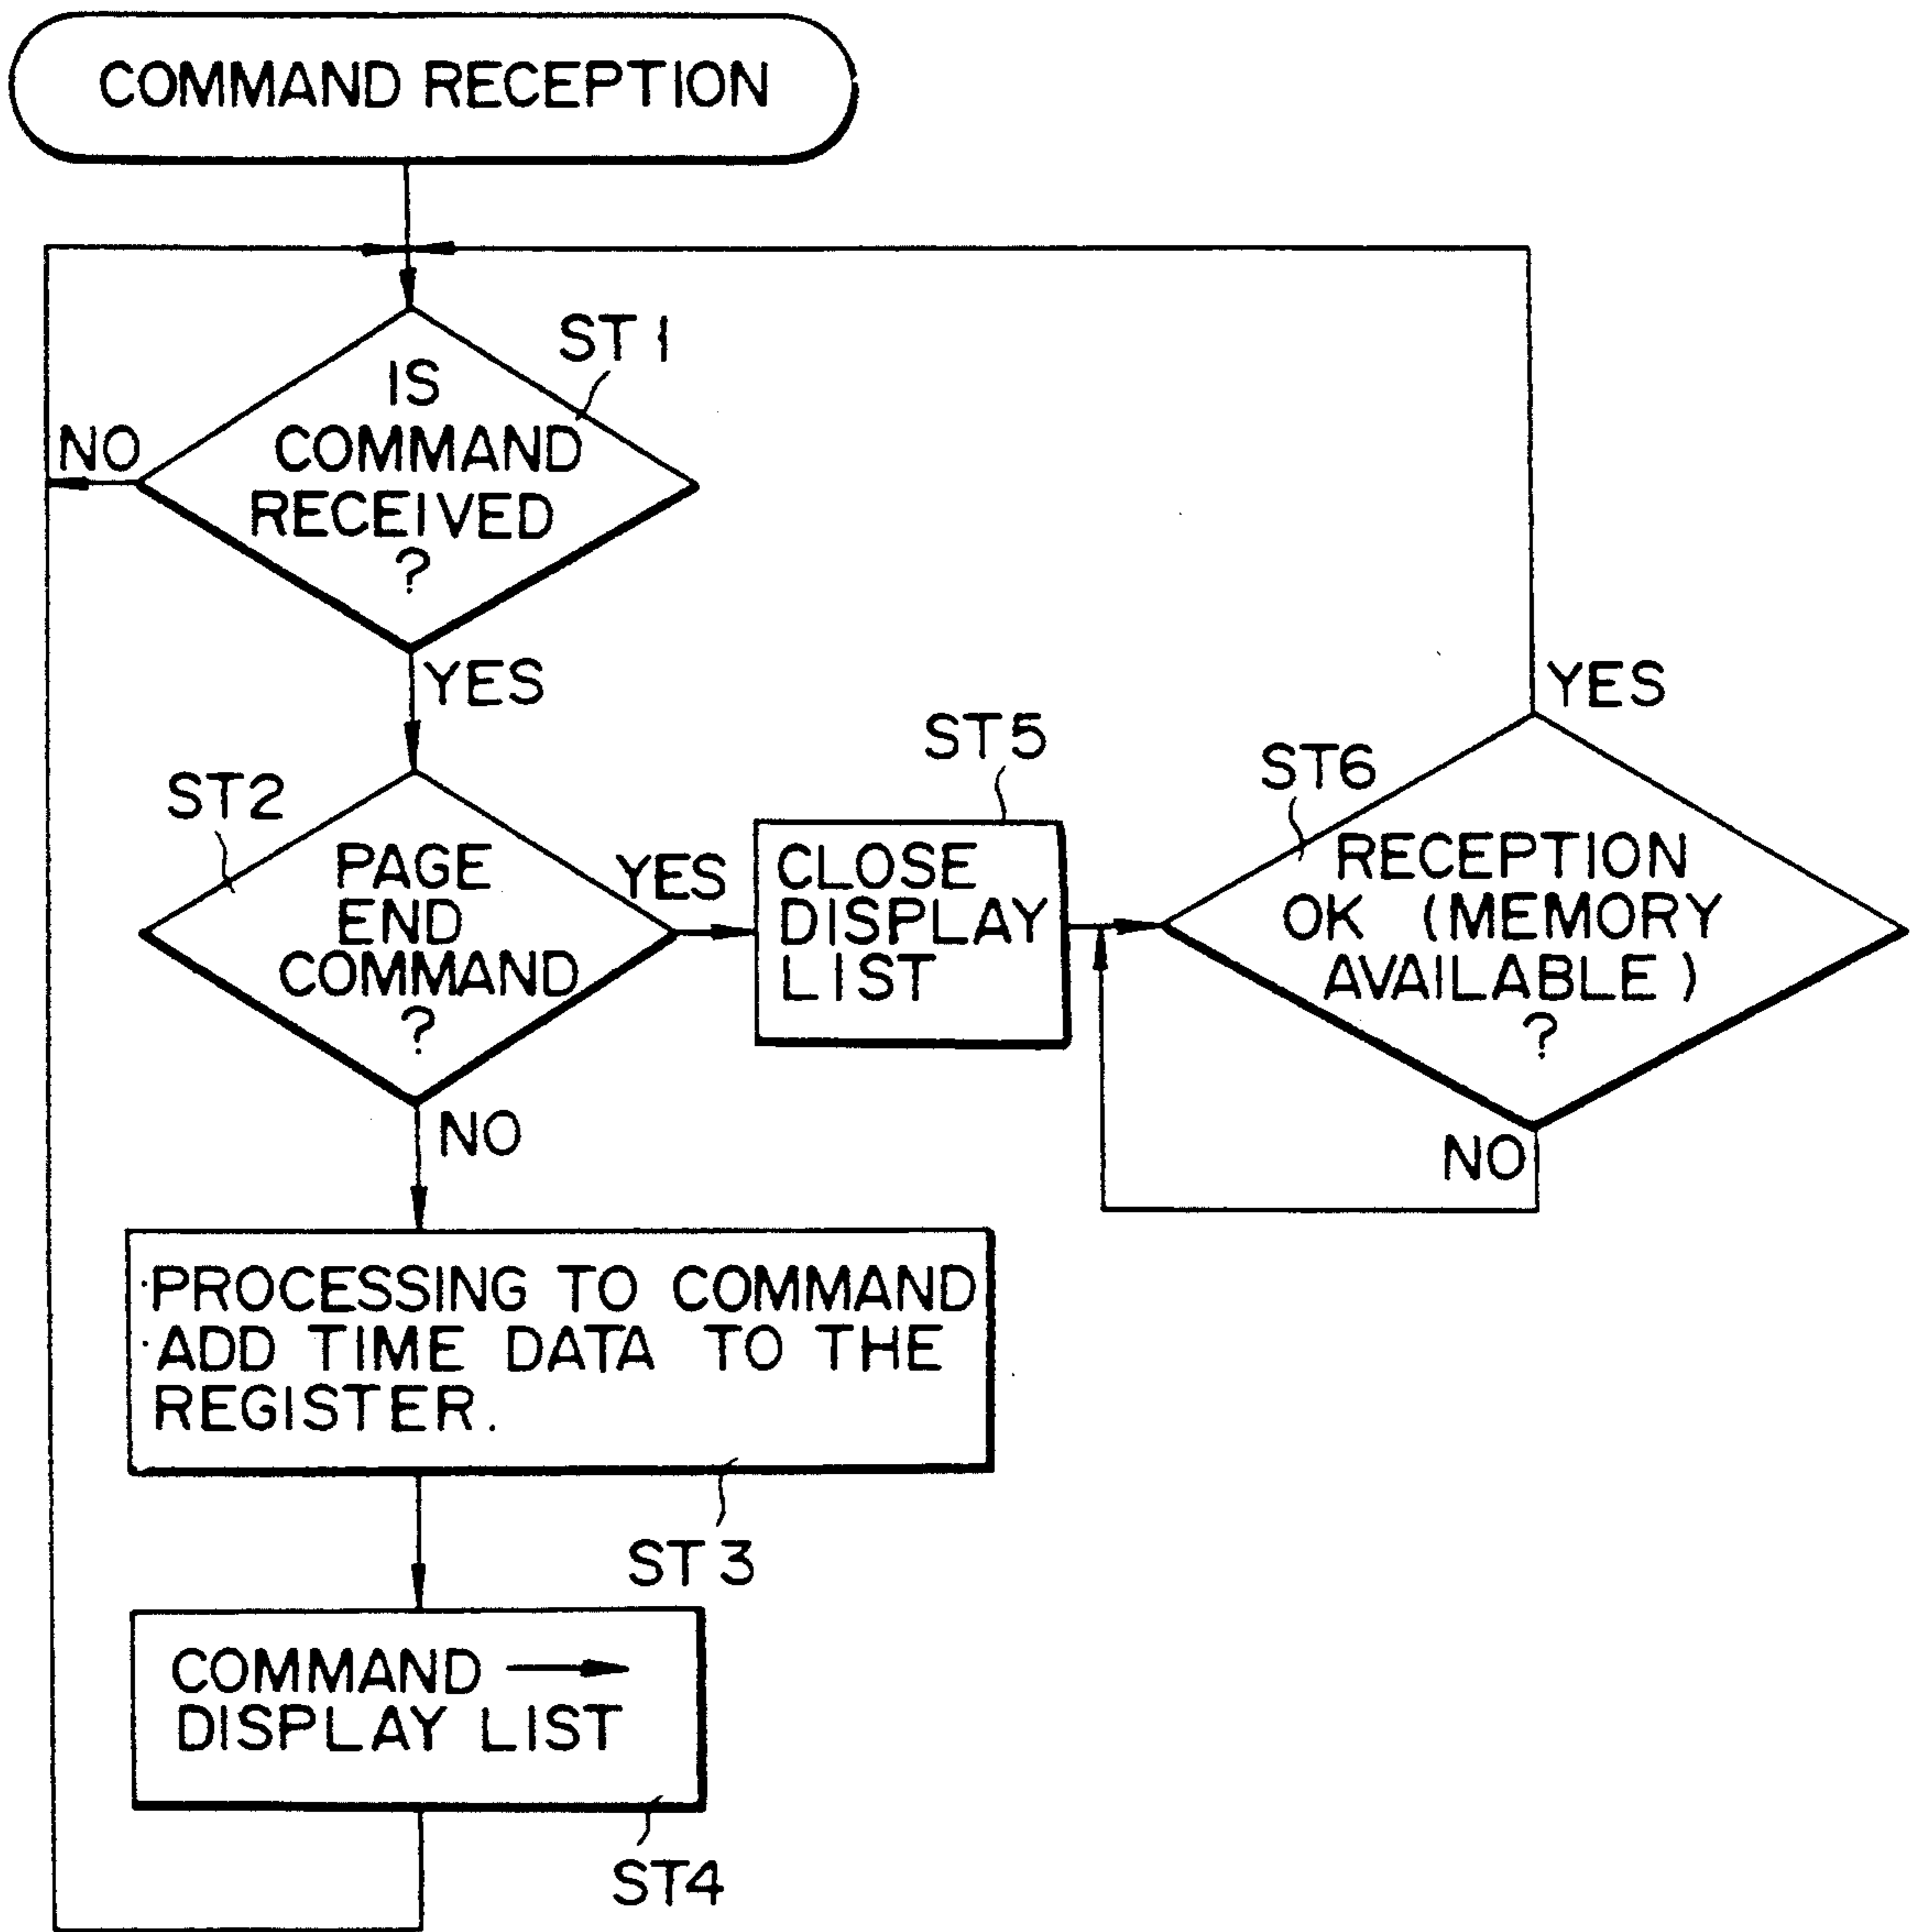 COMMAND RECEPTION
ST1
IS
COMMAND
RECEIVED
?
NO
YES
ST2
PAGE
END
COMMAND
?
YES
NO
ST5
CLOSE
DISPLAY
LIST
ST6
RECEPTION
OK (MEMORY
AVAILABLE)
?
YES
NO
·PROCESSING TO COMMAND
·ADD TIME DATA TO THE
REGISTER.
ST3
COMMAND →
DISPLAY LIST
ST4